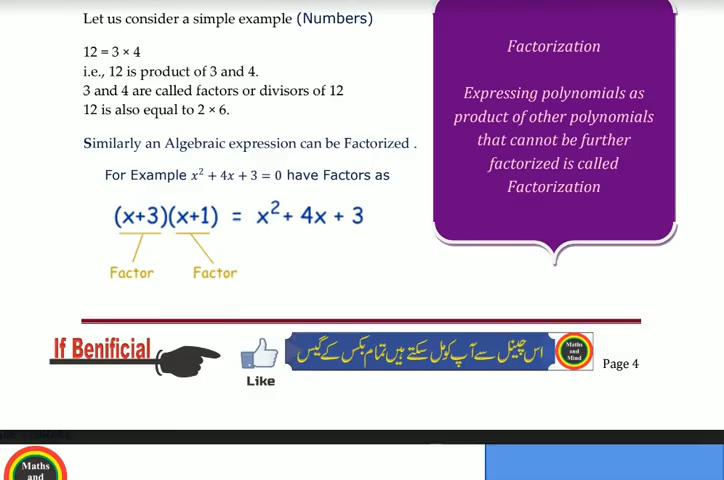 Let us consider a simple example (Numbers)
12 = 3 × 4
i.e., 12 is product of 3 and 4.
3 and 4 are called factors or divisors of 12
12 is also equal to 2 × 6.
Similarly an Algebraic expression can be Factorized .
For Example x² + 4x + 3 = 0 have Factors as
(x+3)(x+1) = x² + 4x + 3
Factor Factor
Factorization
Expressing polynomials as
product of other polynomials
that cannot be further
factorized is called
Factorization
If Benificial
Like
اس چینل سے آپ کو مل سکتے ہیں تمام بکس کے گیس
Maths
and
Mind
Page 4
Maths
and